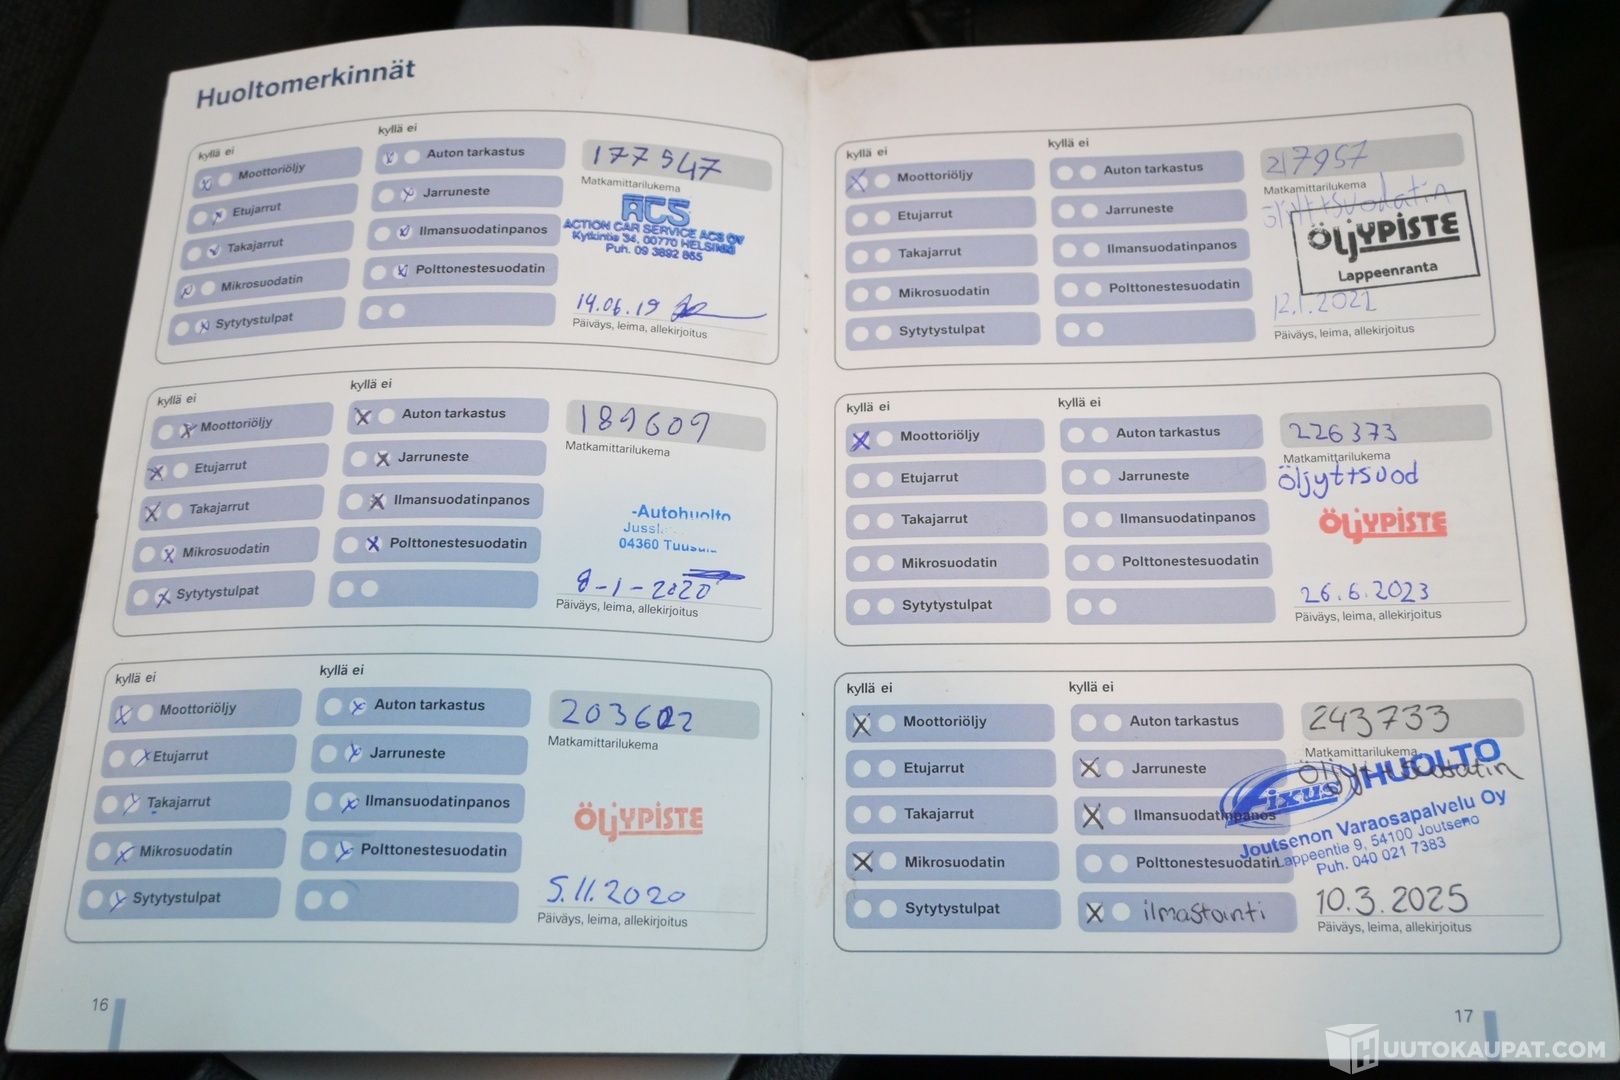 Huoltomerkinnät
kyllä ei
kyllä ei
Moottoriöljy
Etujarrut
Takajarrut
Mikrosuodatin
Sytytystulpat
Auton tarkastus
Jarruneste
Ilmansuodatinpanos
Polttonestesuodatin
177547
Matkamittarilukema
ACS
ACTION CAR SERVICE ACS OY
Kytkintie 34, 00770 HELSINKI
Puh. 09 3892 855
14.06.19
Päiväys, leima, allekirjoitus
kyllä ei
kyllä ei
Moottoriöljy
Etujarrut
Takajarrut
Mikrosuodatin
Sytytystulpat
Auton tarkastus
Jarruneste
Ilmansuodatinpanos
Polttonestesuodatin
189609
Matkamittarilukema
-Autohuolto
04360
8-1-2020
Päiväys, leima, allekirjoitus
kyllä ei
kyllä ei
Moottoriöljy
Etujarrut
Takajarrut
Mikrosuodatin
Sytytystulpat
Auton tarkastus
Jarruneste
Ilmansuodatinpanos
Polttonestesuodatin
203602
Matkamittarilukema
ÖljYPISTE
5.11.2020
Päiväys, leima, allekirjoitus
16
kyllä ei
kyllä ei
Moottoriöljy
Etujarrut
Takajarrut
Mikrosuodatin
Sytytystulpat
Auton tarkastus
Jarruneste
Ilmansuodatinpanos
Polttonestesuodatin
217957
Matkamittarilukema
öljyt+suodatin
ÖljYPISTE
Lappeenranta
Päiväys, leima, allekirjoitus
kyllä ei
kyllä ei
Moottoriöljy
Etujarrut
Takajarrut
Mikrosuodatin
Sytytystulpat
Auton tarkastus
Jarruneste
Ilmansuodatinpanos
Polttonestesuodatin
226373
Matkamittarilukema
öljyt+suod
ÖljYPISTE
26.6.2023
Päiväys, leima, allekirjoitus
kyllä ei
kyllä ei
Moottoriöljy
Etujarrut
Takajarrut
Mikrosuodatin
Sytytystulpat
Auton tarkastus
Jarruneste
Ilmansuodatinpanos
Polttonestesuodatin
ilmastointi
243733
Matkamittarilukema
Öljyt+suodatin
Fixus HUOLTO
Joutsenon Varaosapalvelu Oy
Lappeentie 9, 54100 Joutseno
Puh. 040 021 7383
10.3.2025
Päiväys, leima, allekirjoitus
17
HUUTOKAUPAT.COM